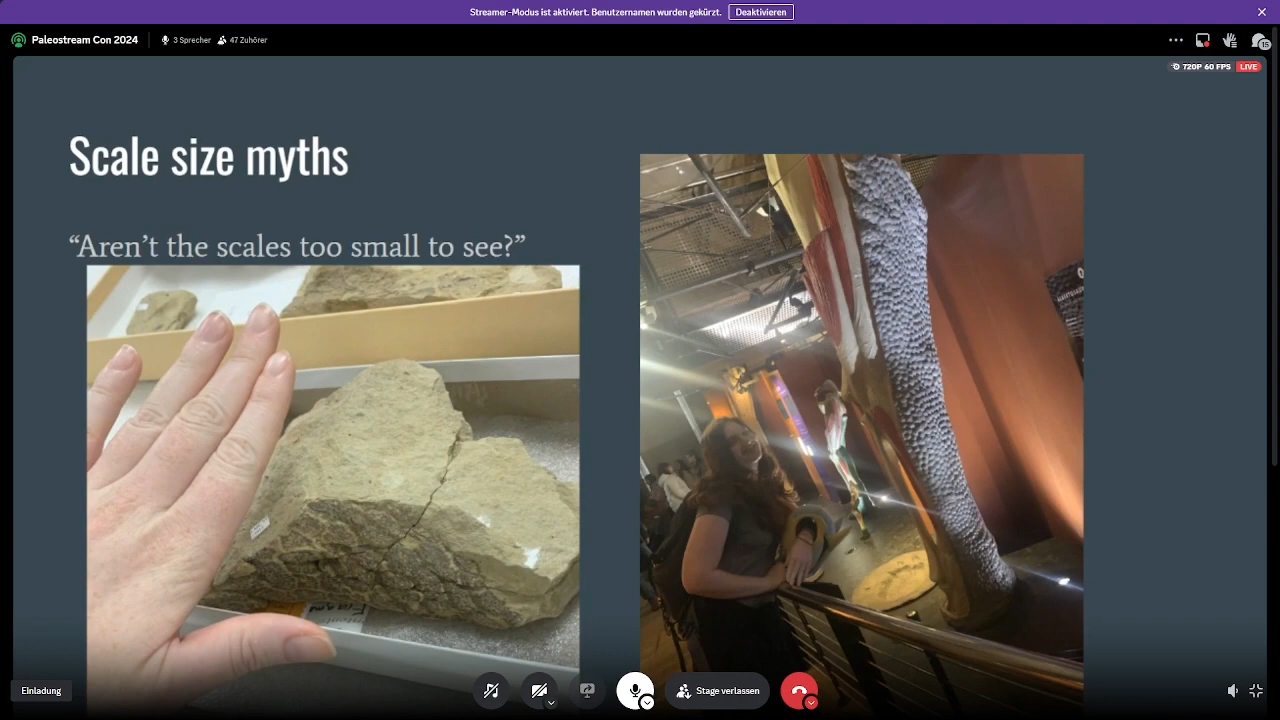 Streamer-Modus ist aktiviert. Benutzernamen wurden gekürzt. Deaktivieren
Paleostream Con 2024
3 Sprecher
47 Zuhörer
15
720P 60 FPS LIVE
Scale size myths
“Aren’t the scales too small to see?”
Einladung
Stage verlassen